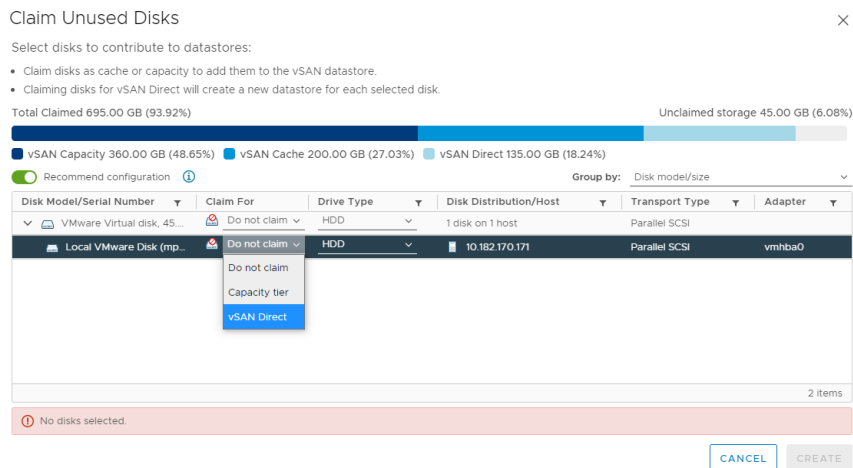 Claim Unused Disks
Select disks to contribute to datastores:
Claim disks as cache or capacity to add them to the vSAN datastore.
Claiming disks for vSAN Direct will create a new datastore for each selected disk.
Total Claimed 695.00 GB (93.92%) Unclaimed storage 45.00 GB (6.08%)
vSAN Capacity 360.00 GB (48.65%) vSAN Cache 200.00 GB (27.03%) vSAN Direct 135.00 GB (18.24%)
Recommend configuration Group by: Disk model/size
Disk Model/Serial Number Claim For Drive Type Disk Distribution/Host Transport Type Adapter
VMware Virtual disk, 45.... Do not claim HDD 1 disk on 1 host Parallel SCSI
Local VMware Disk (mp... Do not claim HDD 10.182.170.171 Parallel SCSI vmhba0
Do not claim
Capacity tier
vSAN Direct
2 items
No disks selected.
CANCEL CREATE